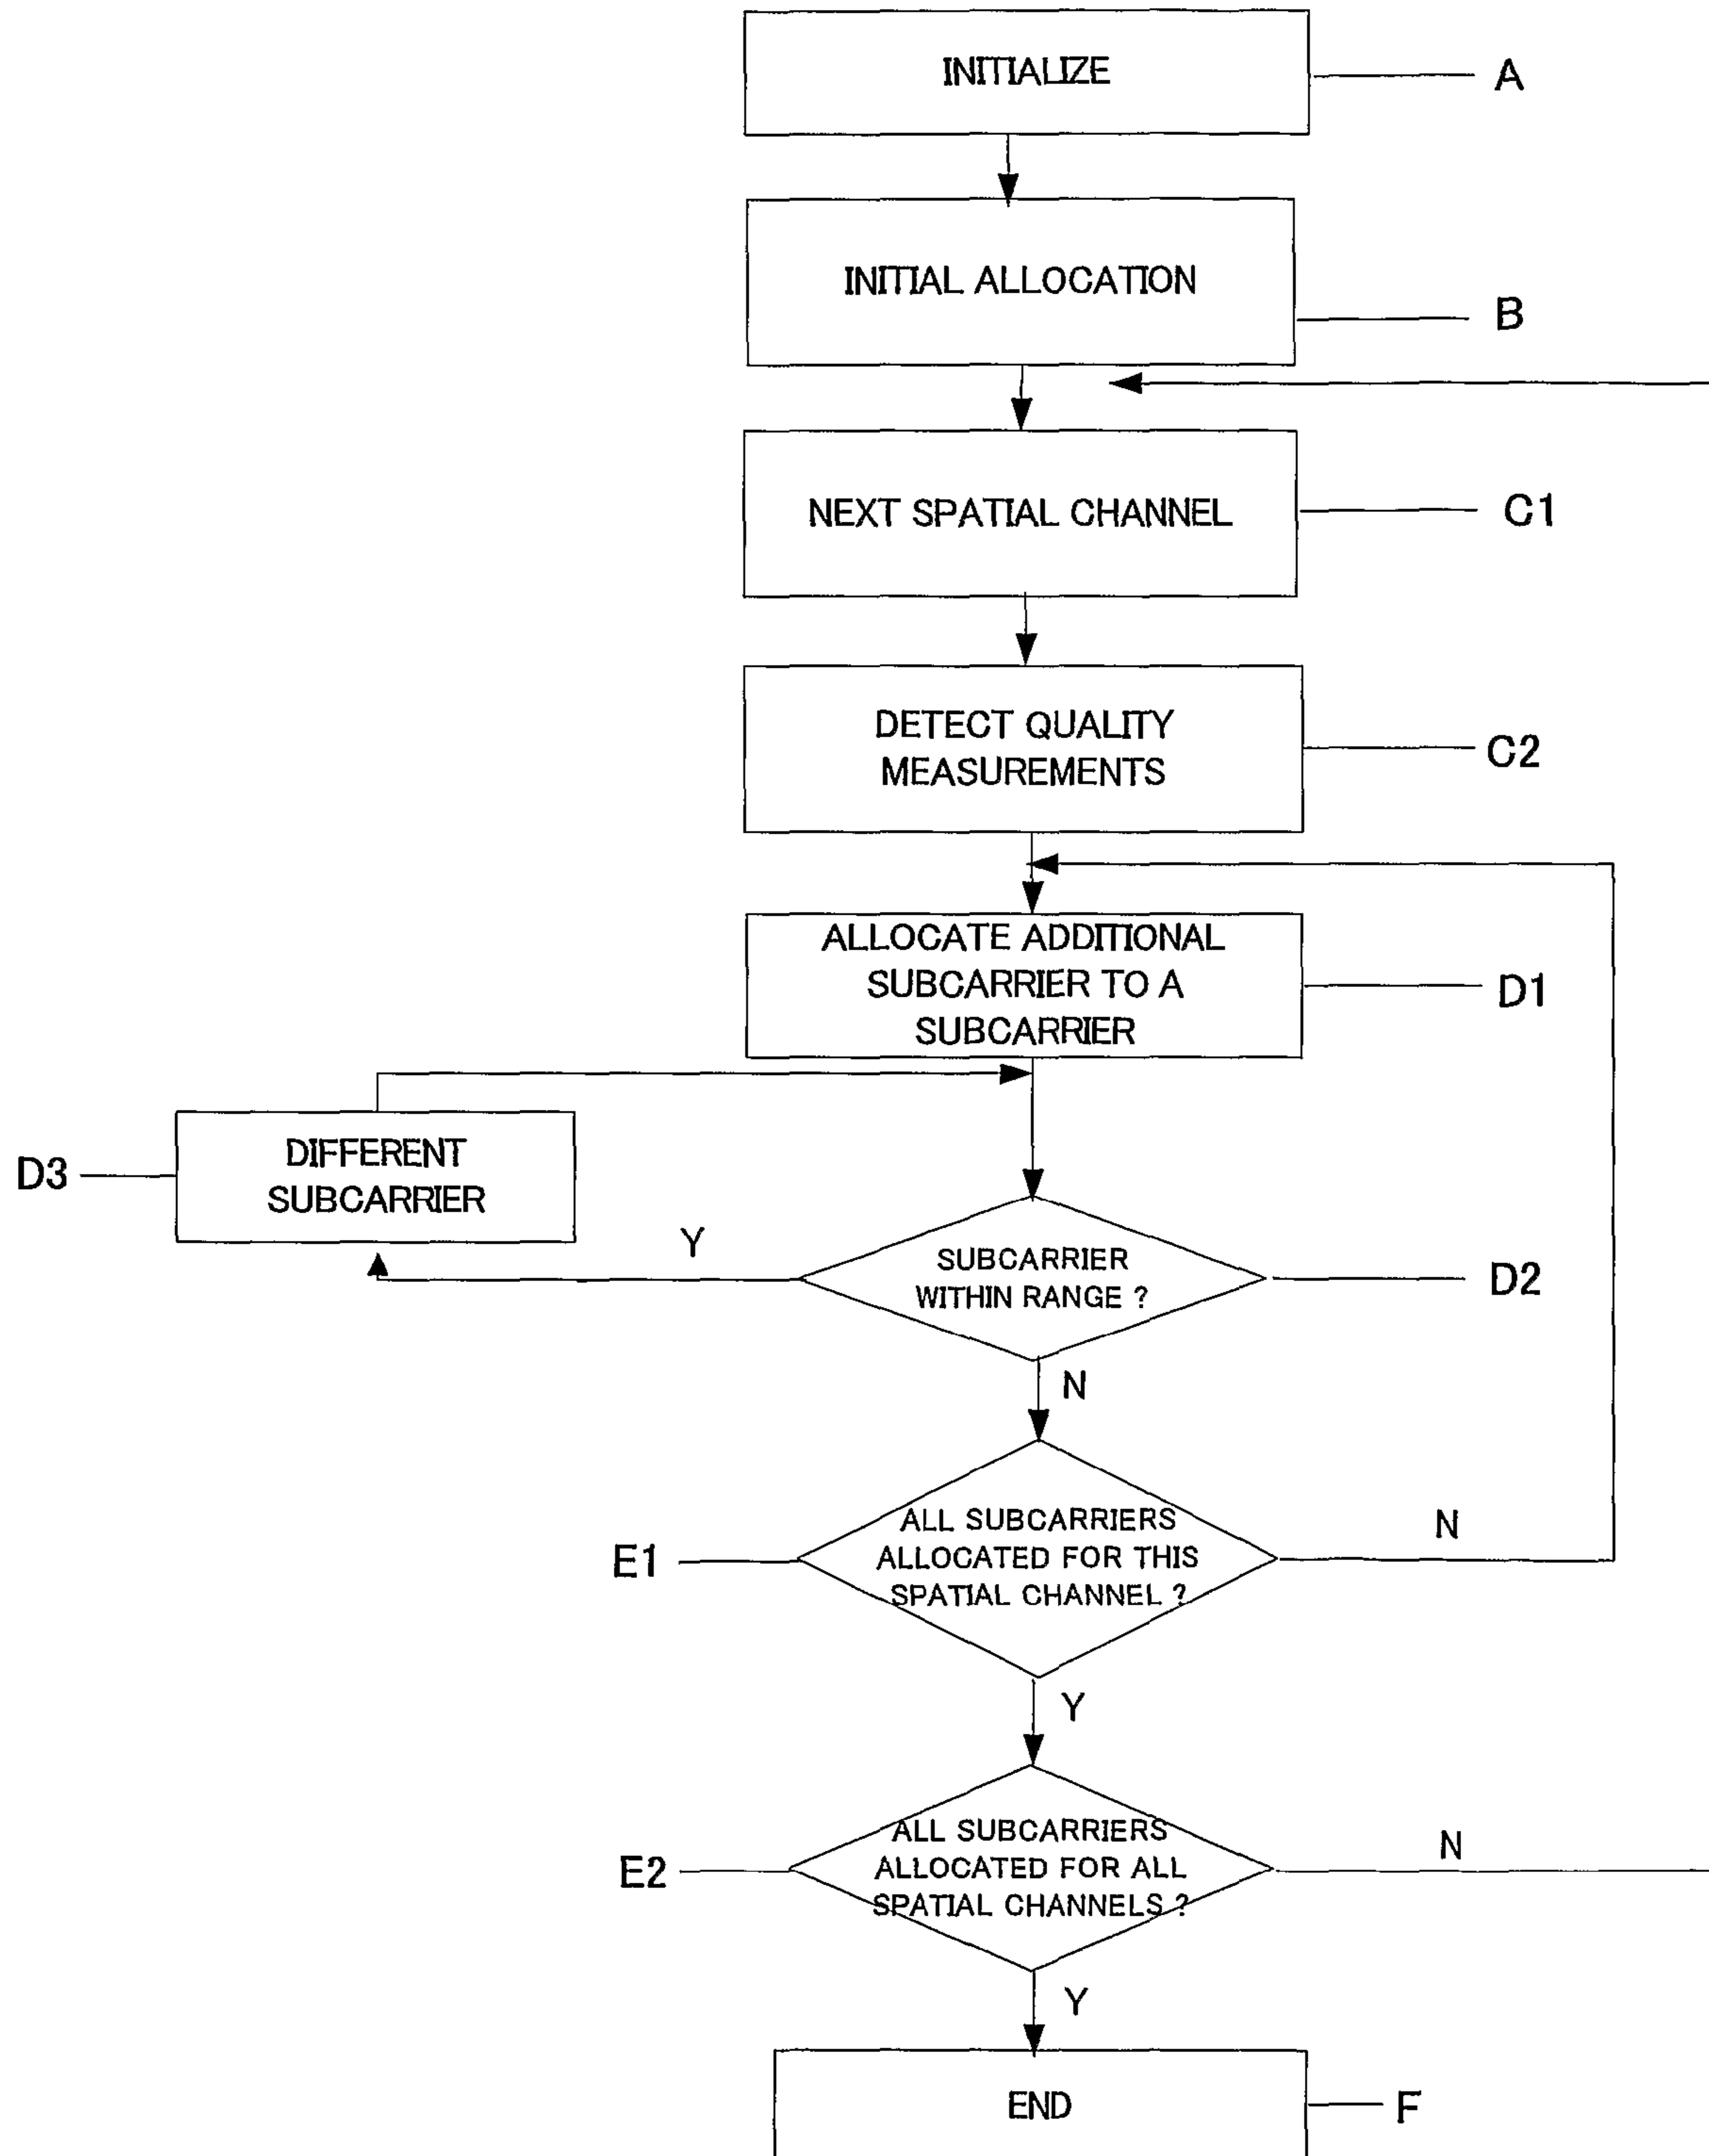 INITIALIZE
A
INITIAL ALLOCATION
B
NEXT SPATIAL CHANNEL
C1
DETECT QUALITY
MEASUREMENTS
C2
ALLOCATE ADDITIONAL
SUBCARRIER TO A
SUBCARRIER
D1
DIFFERENT
SUBCARRIER
D3
Y
SUBCARRIER
WITHIN RANGE ?
D2
N
ALL SUBCARRIERS
ALLOCATED FOR THIS
SPATIAL CHANNEL ?
E1
N
Y
ALL SUBCARRIERS
ALLOCATED FOR ALL
SPATIAL CHANNELS ?
E2
N
Y
END
F